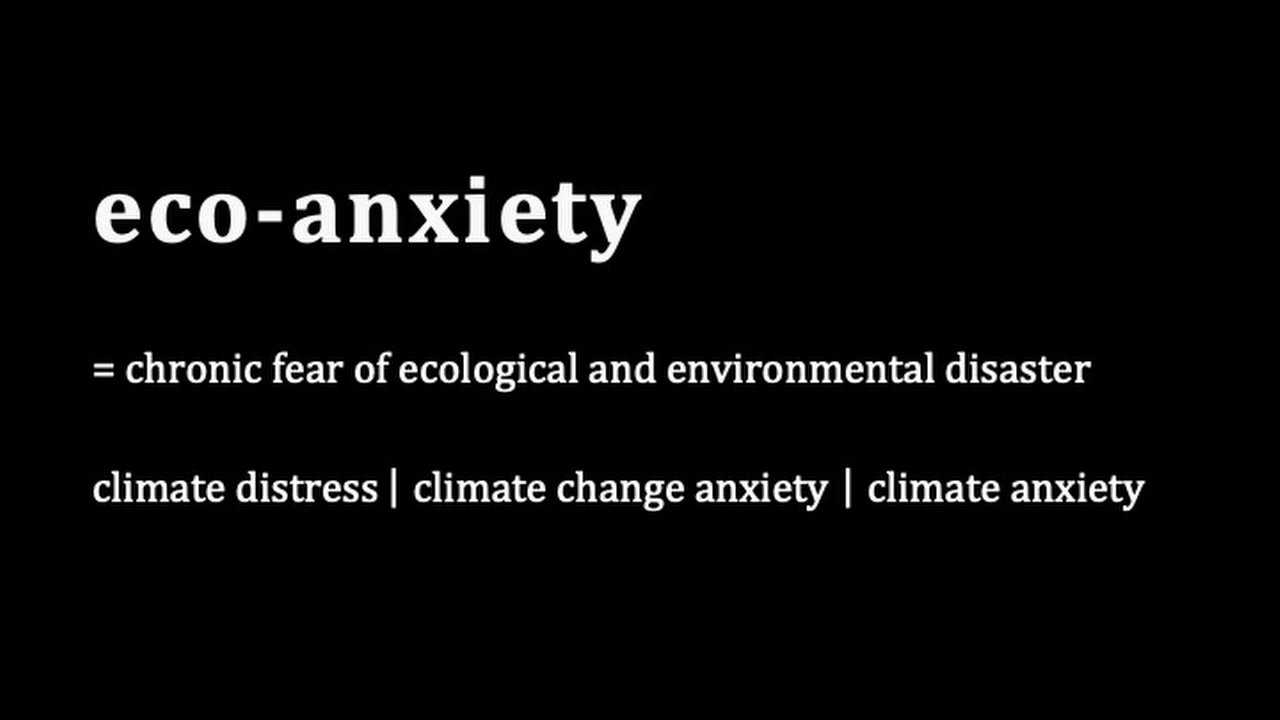 eco-anxiety
= chronic fear of ecological and environmental disaster
climate distress | climate change anxiety | climate anxiety